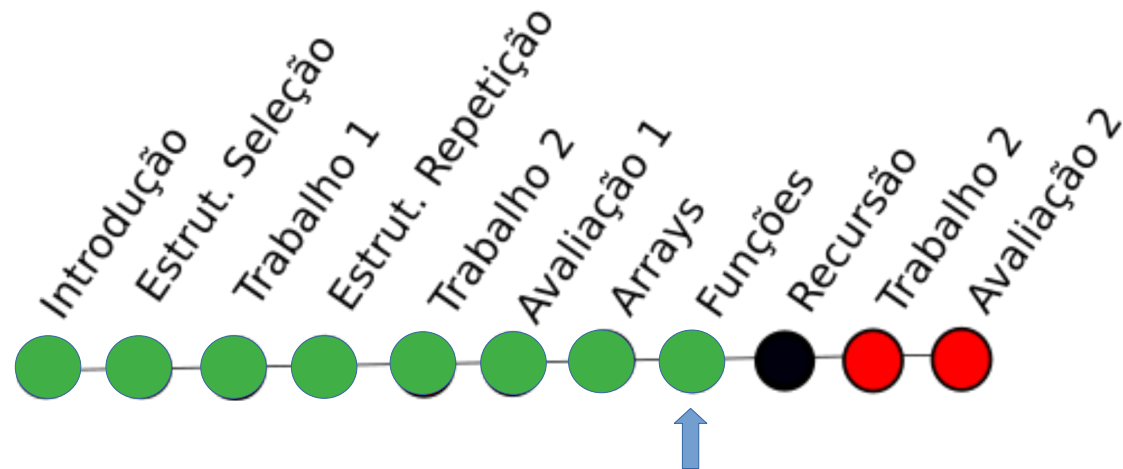 Introdução
Estrut. Seleção
Trabalho 1
Estrut. Repetição
Trabalho 2
Avaliação 1
Arrays
Funções
Recursão
Trabalho 2
Avaliação 2